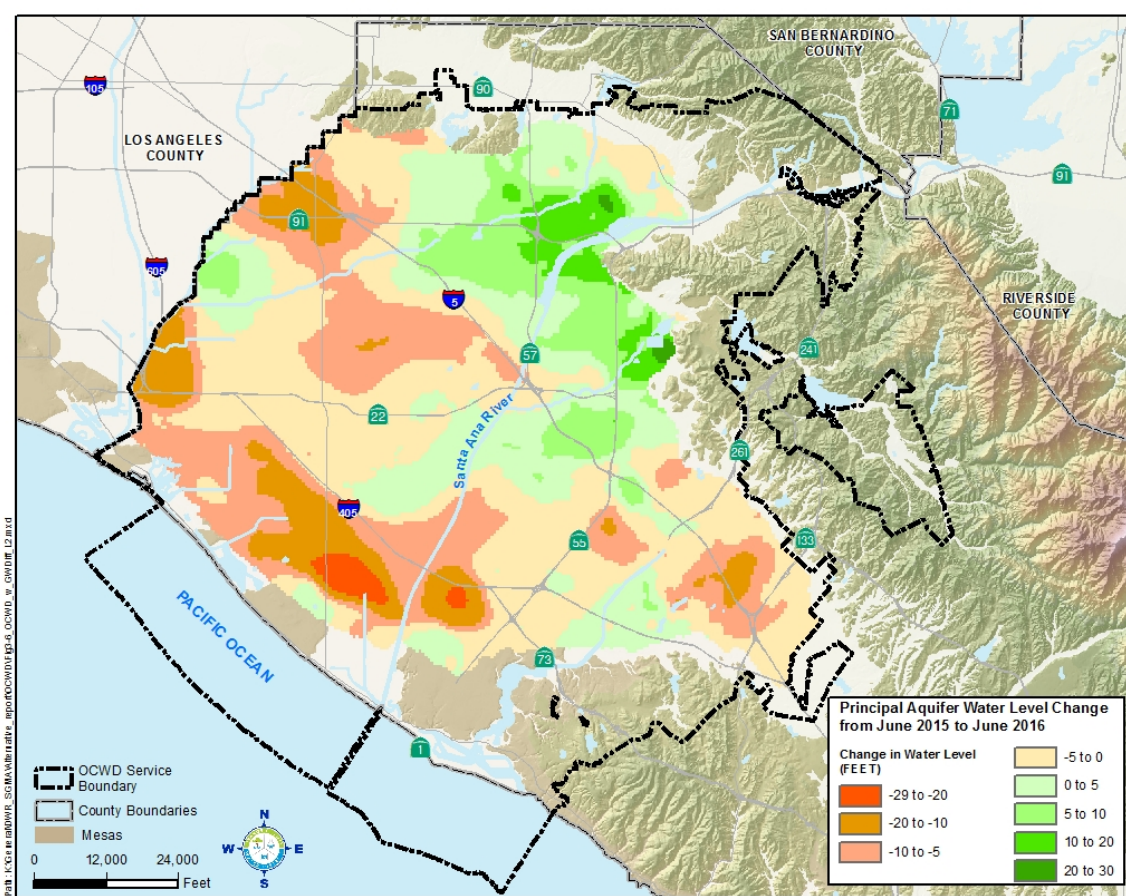 SAN BERNARDINO
COUNTY
105
90
71
LOS ANGELES
COUNTY
91
91
605
5
RIVERSIDE
COUNTY
57
241
22
Santa Ana River
261
405
55
133
PACIFIC OCEAN
73
1
Principal Aquifer Water Level Change
from June 2015 to June 2016
Change in Water Level
(FEET)
-29 to -20
-20 to -10
-10 to -5
-5 to 0
0 to 5
5 to 10
10 to 20
20 to 30
OCWD Service
Boundary
County Boundaries
Mesas
0 12,000 24,000
Feet
N
W E
S